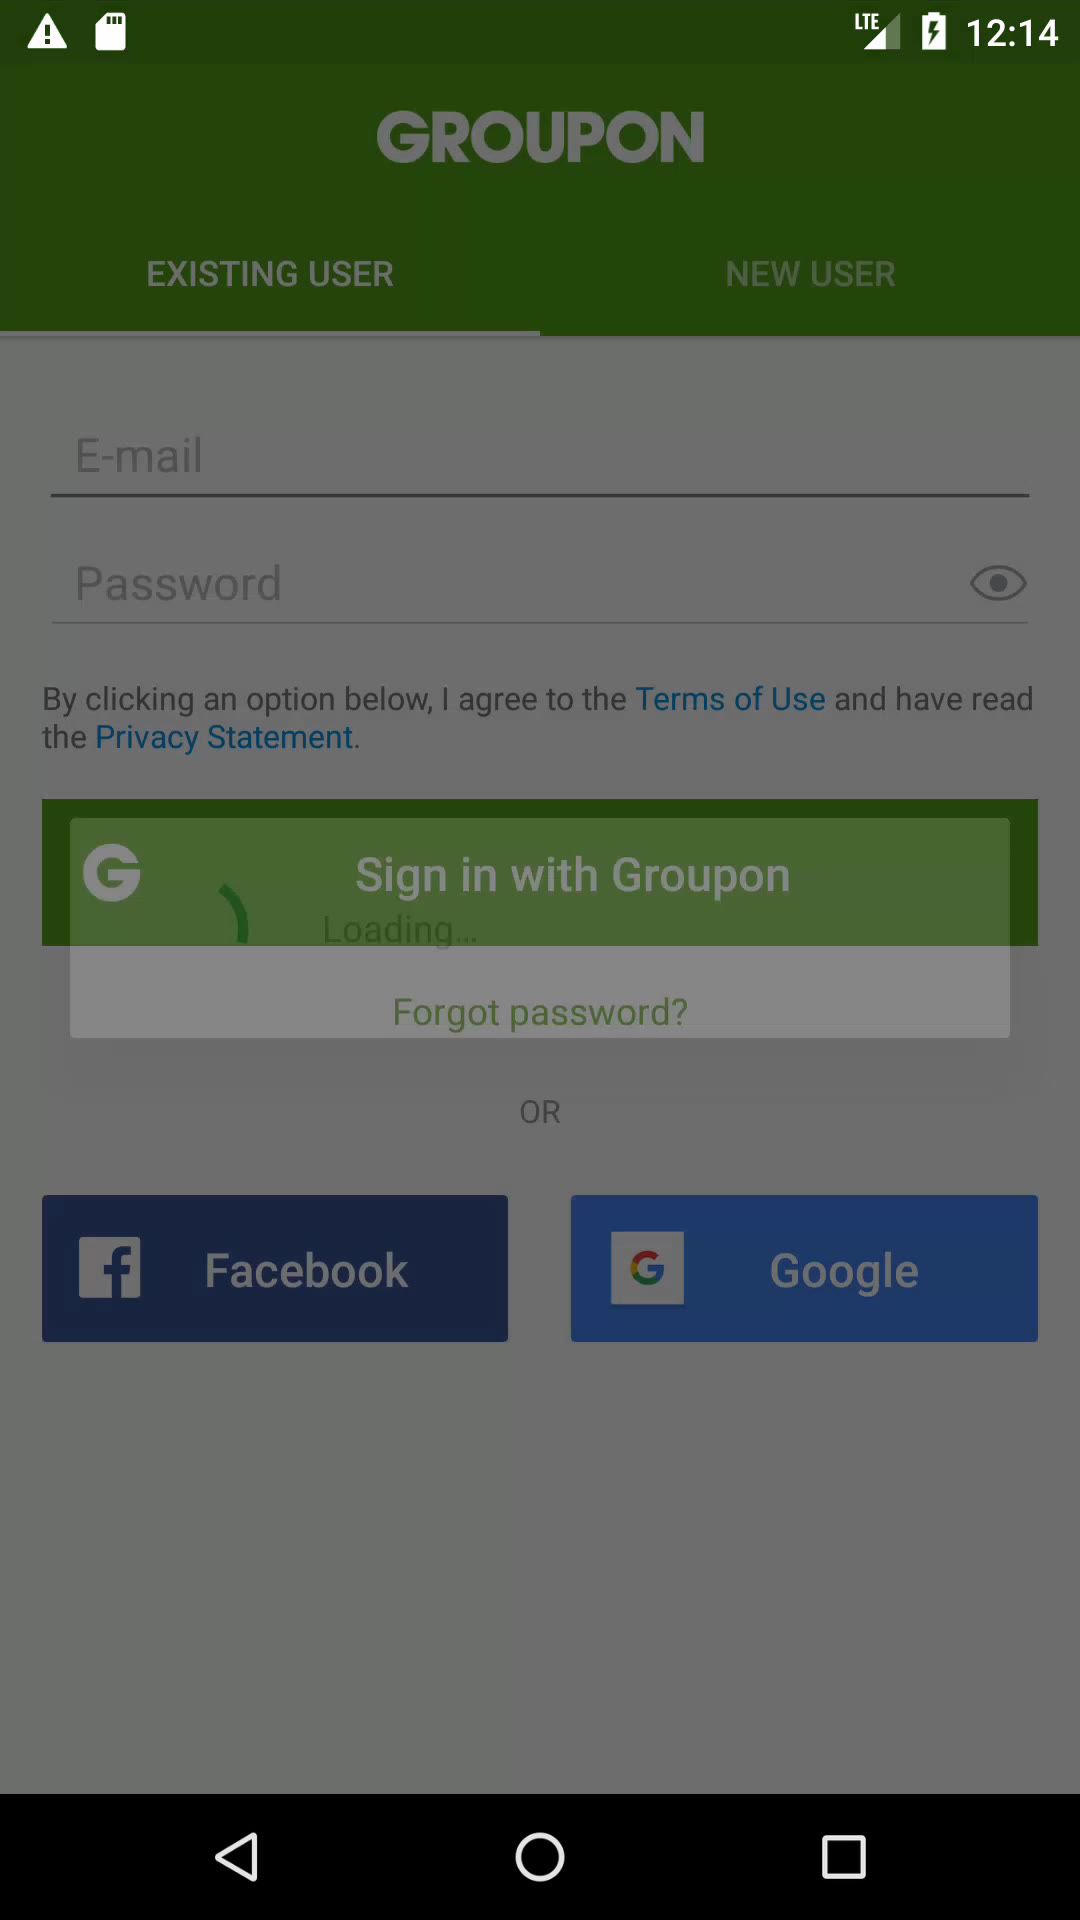 LTE 12:14
GROUPON
EXISTING USER NEW USER
E-mail
Password
By clicking an option below, I agree to the Terms of Use and have read
the Privacy Statement.
G Sign in with Groupon
Loading...
Forgot password?
OR
f Facebook G Google